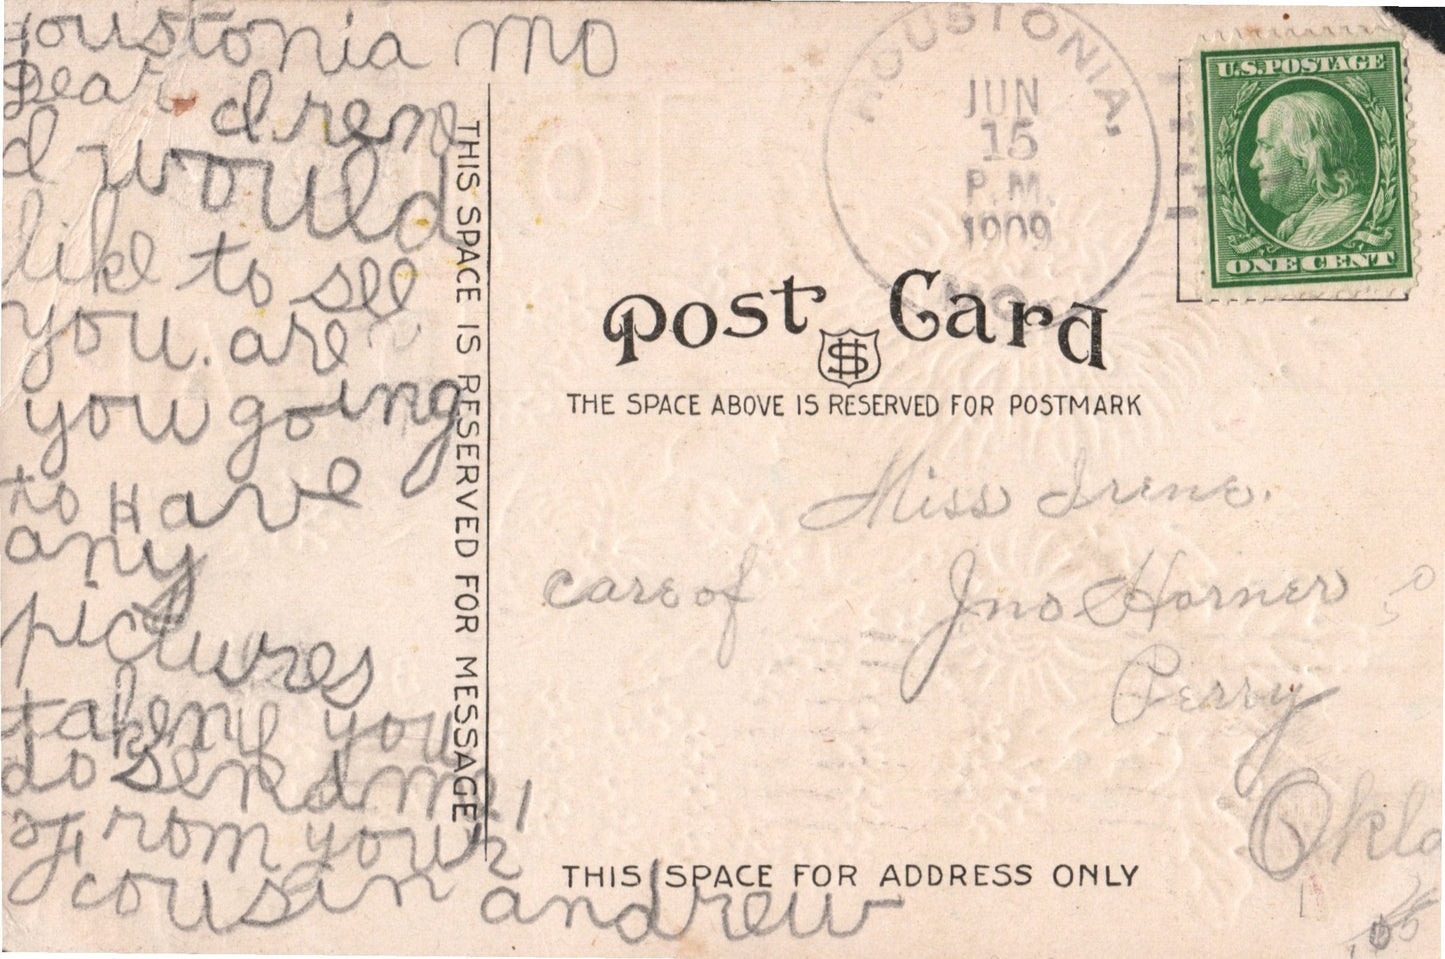 Houstonia MO
Dear Irene
I would
like to see
you. are
you going
to Have
any
pictures
taken if you
do send me 1
From your
cousin andrew
THIS SPACE IS RESERVED FOR MESSAGE
HOUSTONIA,
JUN
15
P.M.
1909
MO.
U.S. POSTAGE
ONE CENT
Post Card
THE SPACE ABOVE IS RESERVED FOR POSTMARK
Miss Irene.
care of Jno Horner
Perry
Okla
THIS SPACE FOR ADDRESS ONLY